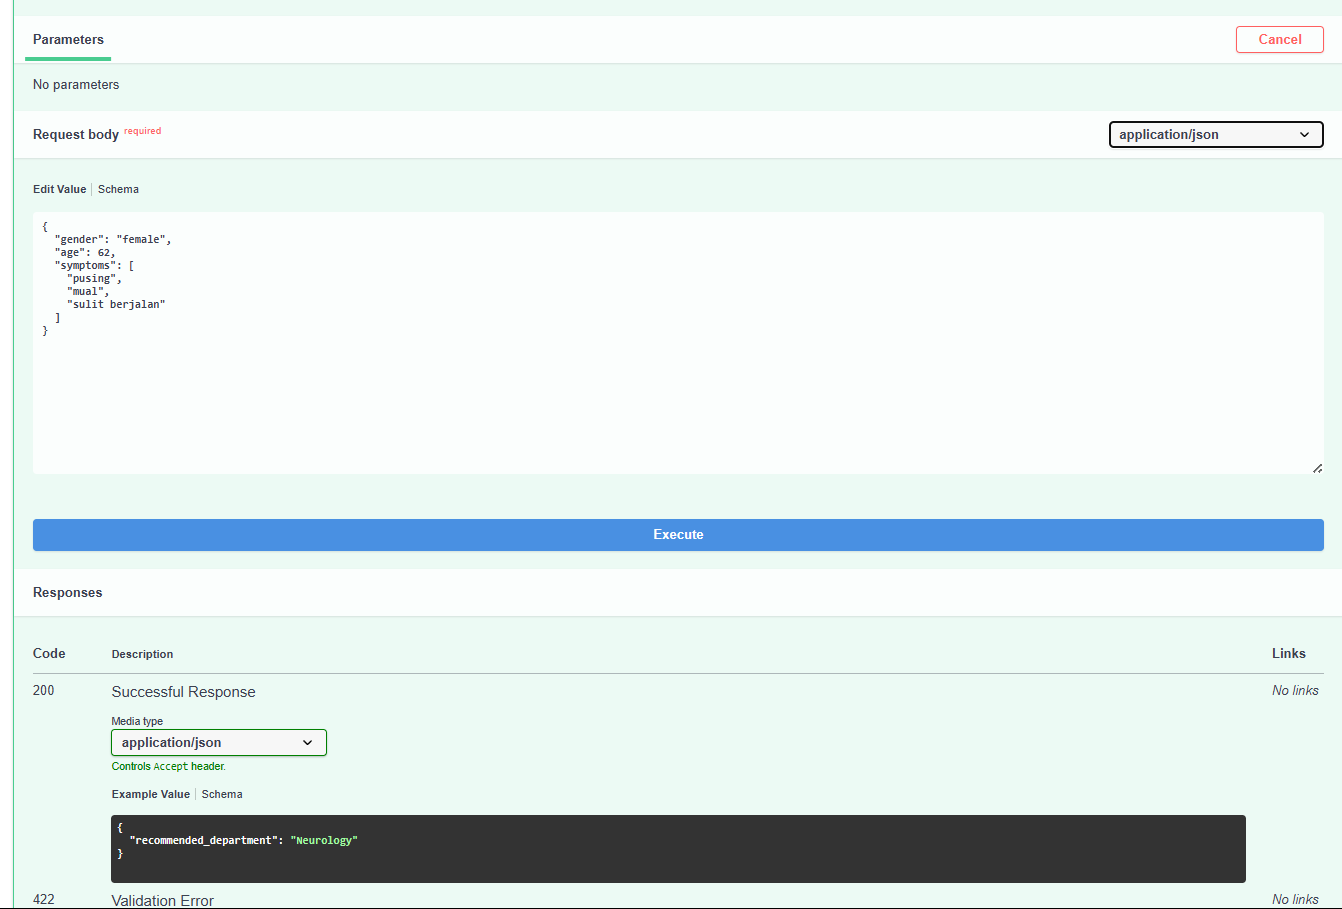 Parameters
Cancel
No parameters
Request body required
application/json
Edit Value | Schema
{
  "gender": "female",
  "age": 62,
  "symptoms": [
    "pusing",
    "mual",
    "sulit berjalan"
  ]
}
Execute
Responses
Code Description Links
200 Successful Response No links
Media type
application/json
Controls Accept header.
Example Value | Schema
{
  "recommended_department": "Neurology"
}
422 Validation Error No links